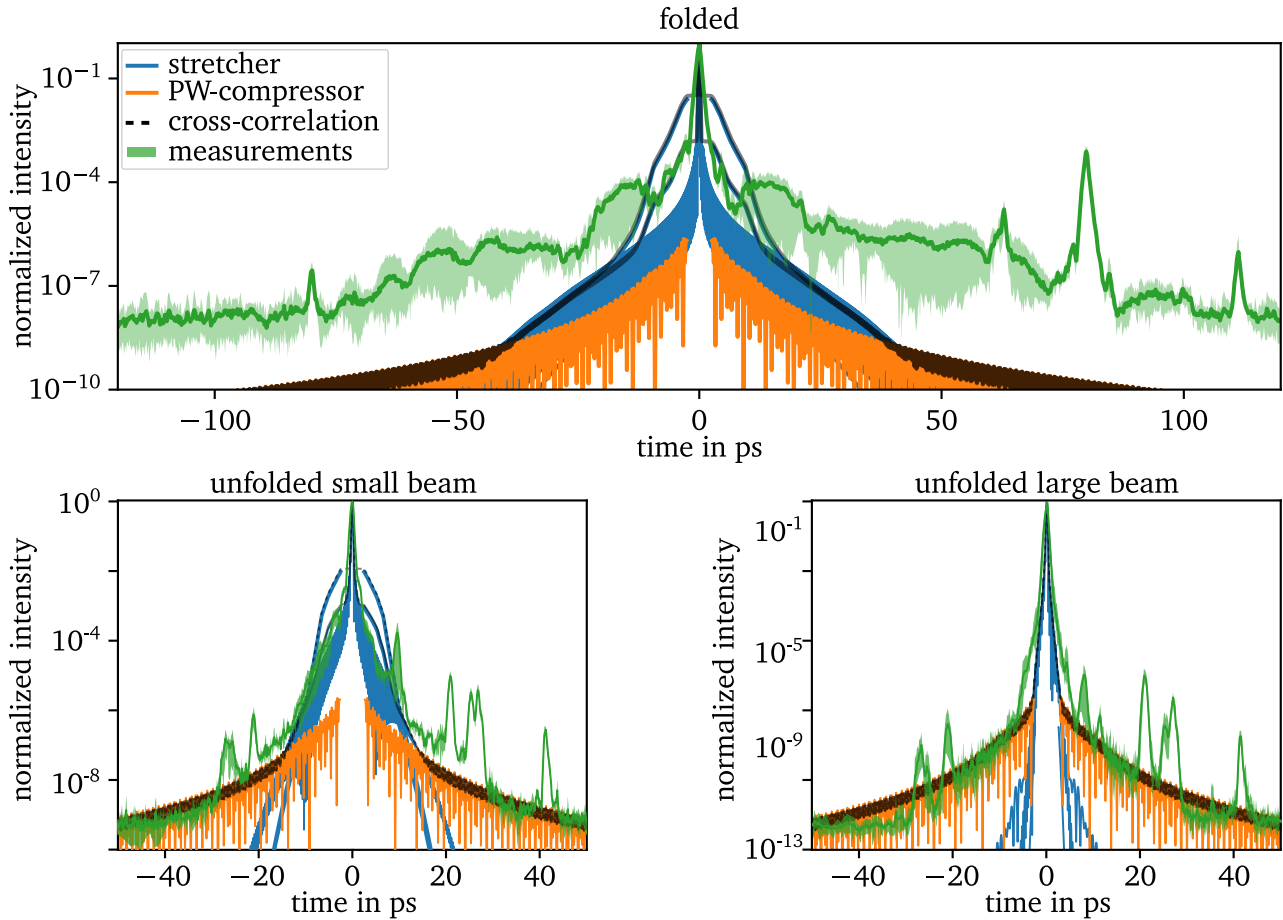 folded
normalized intensity
10⁻¹
10⁻⁴
10⁻⁷
10⁻¹⁰
stretcher
PW-compressor
cross-correlation
measurements
−100 −50 0 50 100
time in ps
unfolded small beam
normalized intensity
10⁰
10⁻⁴
10⁻⁸
−40 −20 0 20 40
time in ps
unfolded large beam
normalized intensity
10⁻¹
10⁻⁵
10⁻⁹
10⁻¹³
−40 −20 0 20 40
time in ps